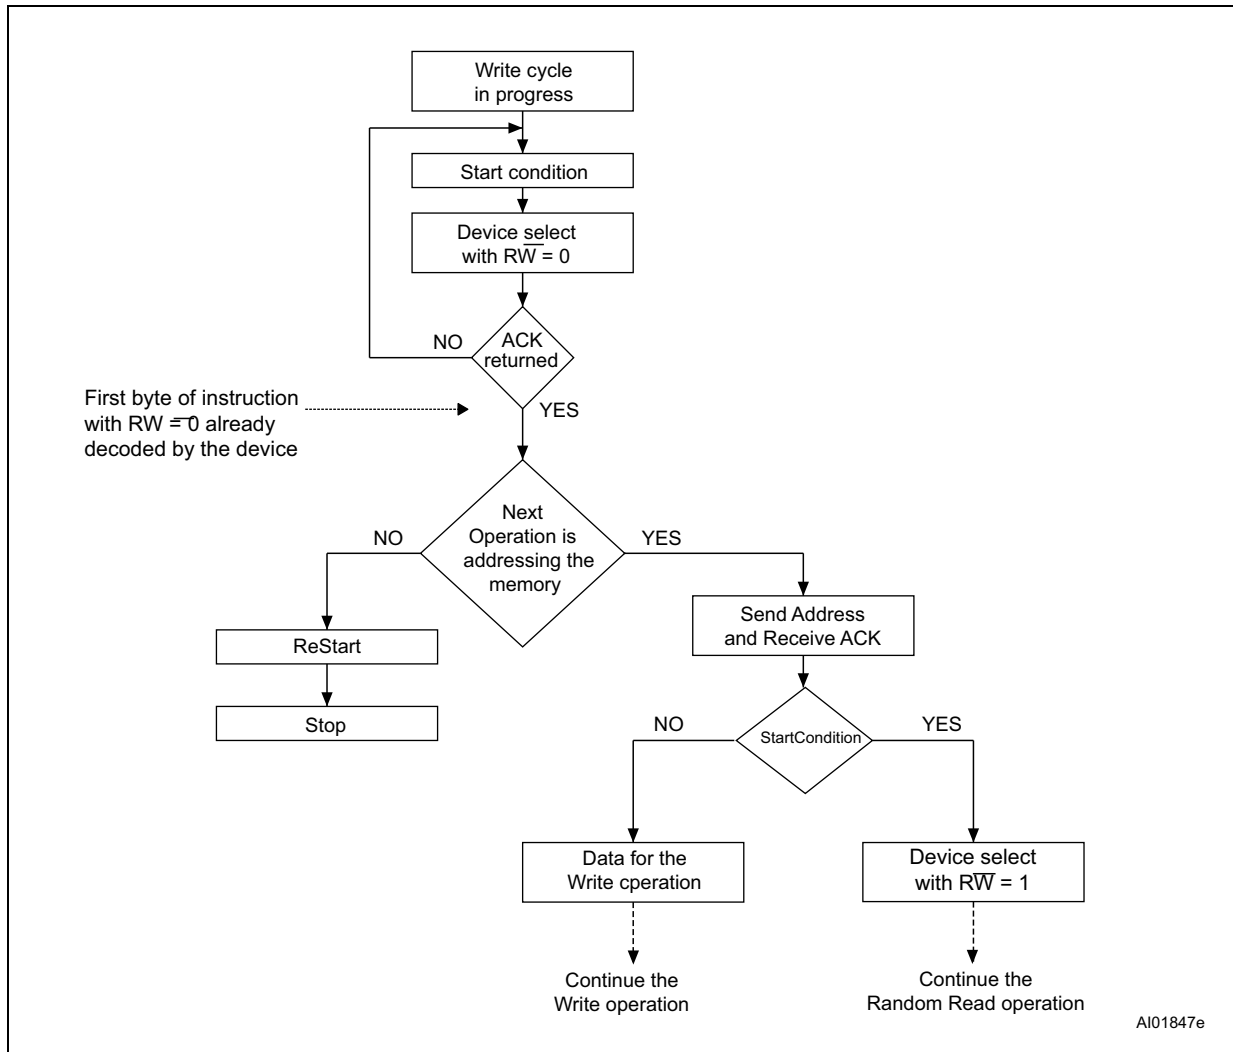 Write cycle
in progress
Start condition
Device select
with RW̅ = 0
NO
ACK
returned
First byte of instruction
with RW = 0 already
decoded by the device
YES
Next
Operation is
addressing the
memory
NO
YES
Send Address
and Receive ACK
ReStart
Stop
NO
StartCondition
YES
Data for the
Write cperation
Device select
with RW̅ = 1
Continue the
Write operation
Continue the
Random Read operation
AI01847e